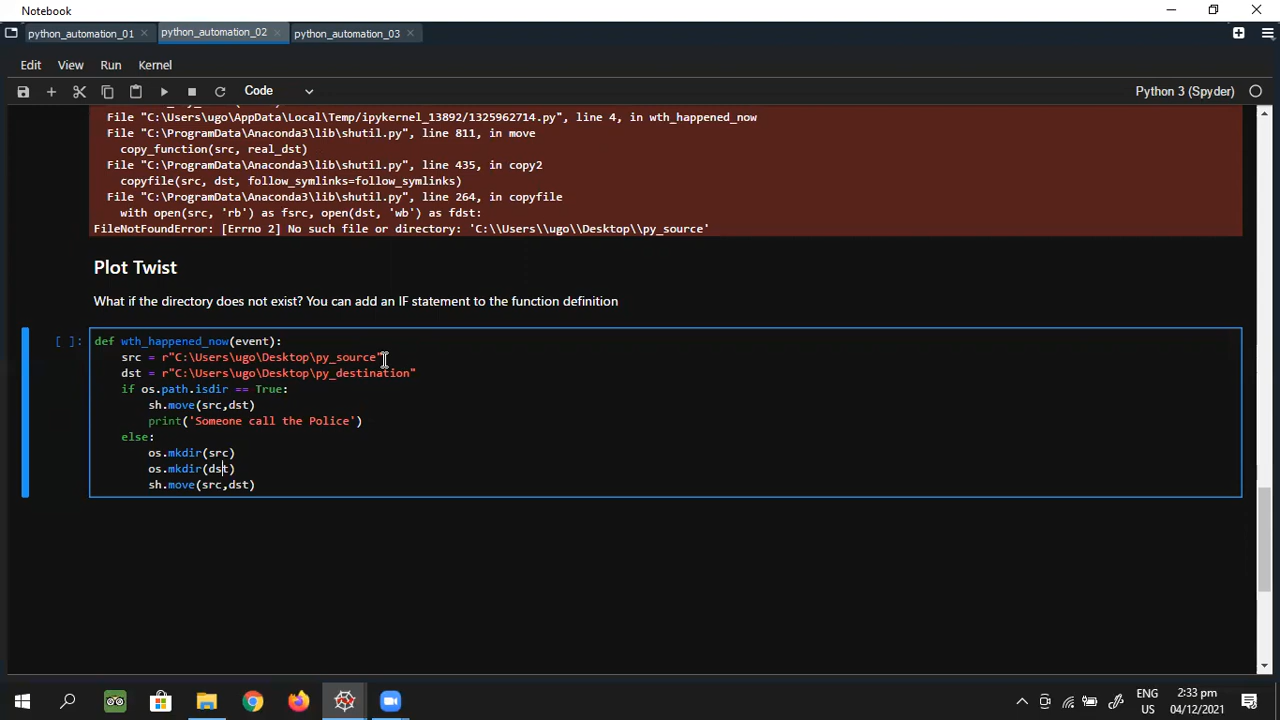 Notebook
python_automation_01
python_automation_02
python_automation_03
Edit View Run Kernel
Code
Python 3 (Spyder)
File "C:\Users\ugo\AppData\Local\Temp/ipykernel_13892/1325962714.py", line 4, in wth_happened_now
File "C:\ProgramData\Anaconda3\lib\shutil.py", line 811, in move
copy_function(src, real_dst)
File "C:\ProgramData\Anaconda3\lib\shutil.py", line 435, in copy2
copyfile(src, dst, follow_symlinks=follow_symlinks)
File "C:\ProgramData\Anaconda3\lib\shutil.py", line 264, in copyfile
with open(src, 'rb') as fsrc, open(dst, 'wb') as fdst:
FileNotFoundError: [Errno 2] No such file or directory: 'C:\\Users\\ugo\\Desktop\\py_source'
Plot Twist
What if the directory does not exist? You can add an IF statement to the function definition
[ ]: def wth_happened_now(event):
src = r"C:\Users\ugo\Desktop\py_source"
dst = r"C:\Users\ugo\Desktop\py_destination"
if os.path.isdir == True:
sh.move(src,dst)
print('Someone call the Police')
else:
os.mkdir(src)
os.mkdir(dst)
sh.move(src,dst)
ENG
US
2:33 pm
04/12/2021